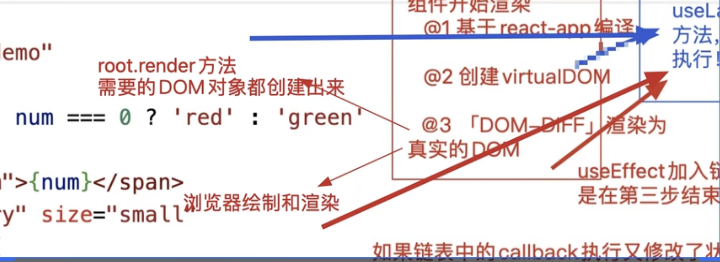 组件开始渲染
@1 基于react-app编译
useLa
方法，
执行！
demo"
root.render方法
需要的DOM对象都创建出来
@2 创建virtualDOM
num === 0 ? 'red' : 'green'
@3 「DOM-DIFF」渲染为
真实的DOM
">{num}</span>
浏览器绘制和渲染
useEffect加入链
是在第三步结束
size="small"
如果链表中的callback执行又修改了状